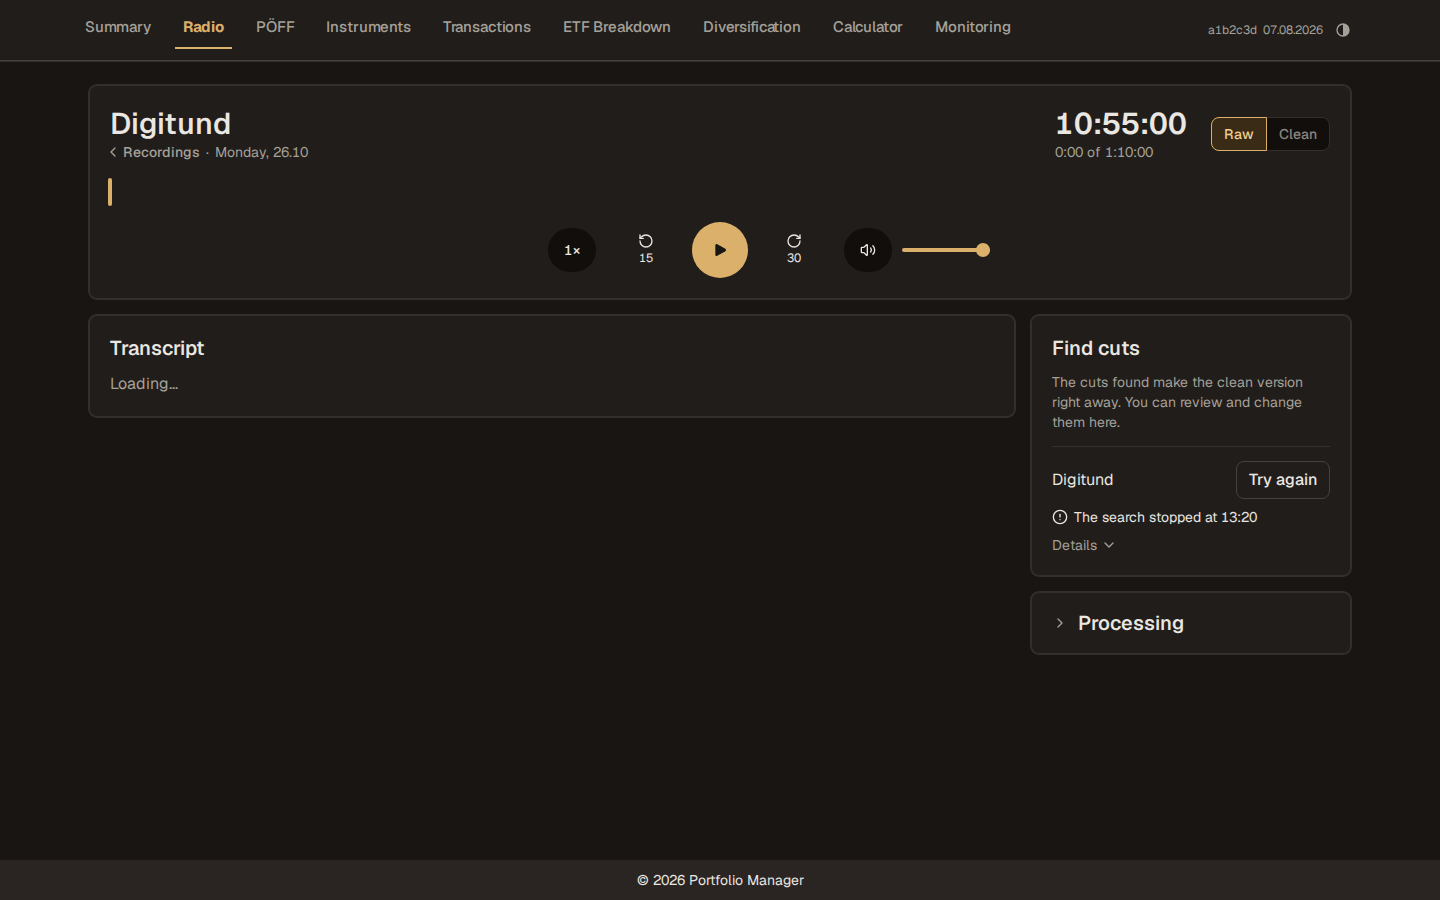 Summary Radio PÖFF Instruments Transactions ETF Breakdown Diversification Calculator Monitoring a1b2c3d 07.08.2026
Digitund
Recordings · Monday, 26.10
10:55:00
0:00 of 1:10:00
Raw Clean
1×
15
30
Transcript
Loading...
Find cuts
The cuts found make the clean version
right away. You can review and change
them here.
Digitund
Try again
The search stopped at 13:20
Details
Processing
© 2026 Portfolio Manager